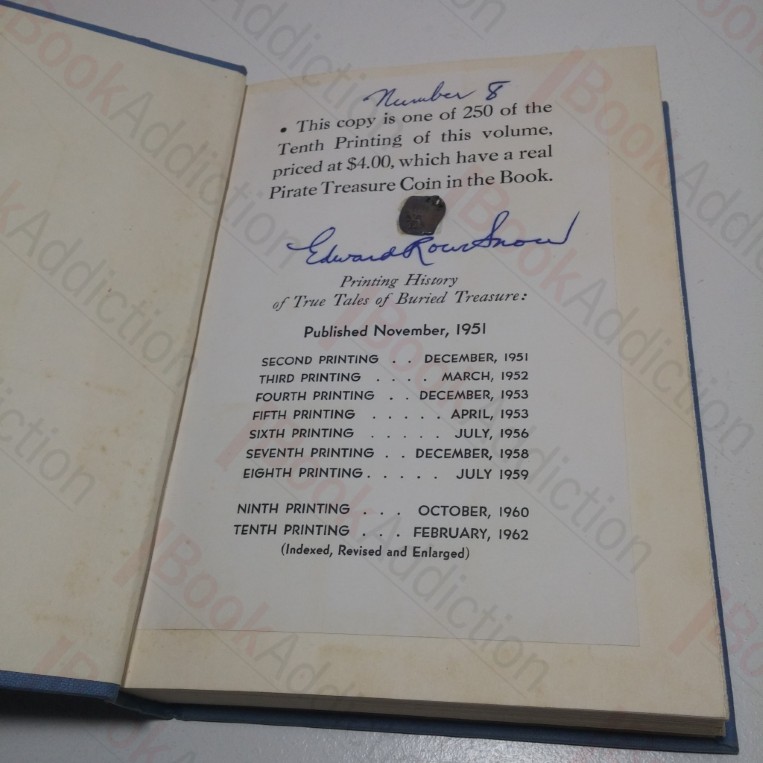 Number 8
• This copy is one of 250 of the
Tenth Printing of this volume,
priced at $4.00, which have a real
Pirate Treasure Coin in the Book.
Edward Rowe Snow
Printing History
of True Tales of Buried Treasure:
Published November, 1951
SECOND PRINTING . . DECEMBER, 1951
THIRD PRINTING . . . . MARCH, 1952
FOURTH PRINTING . . DECEMBER, 1953
FIFTH PRINTING . . . . . APRIL, 1953
SIXTH PRINTING . . . . . JULY, 1956
SEVENTH PRINTING . . DECEMBER, 1958
EIGHTH PRINTING . . . . . JULY 1959
NINTH PRINTING . . . OCTOBER, 1960
TENTH PRINTING . . . FEBRUARY, 1962
(Indexed, Revised and Enlarged)
BookAddiction